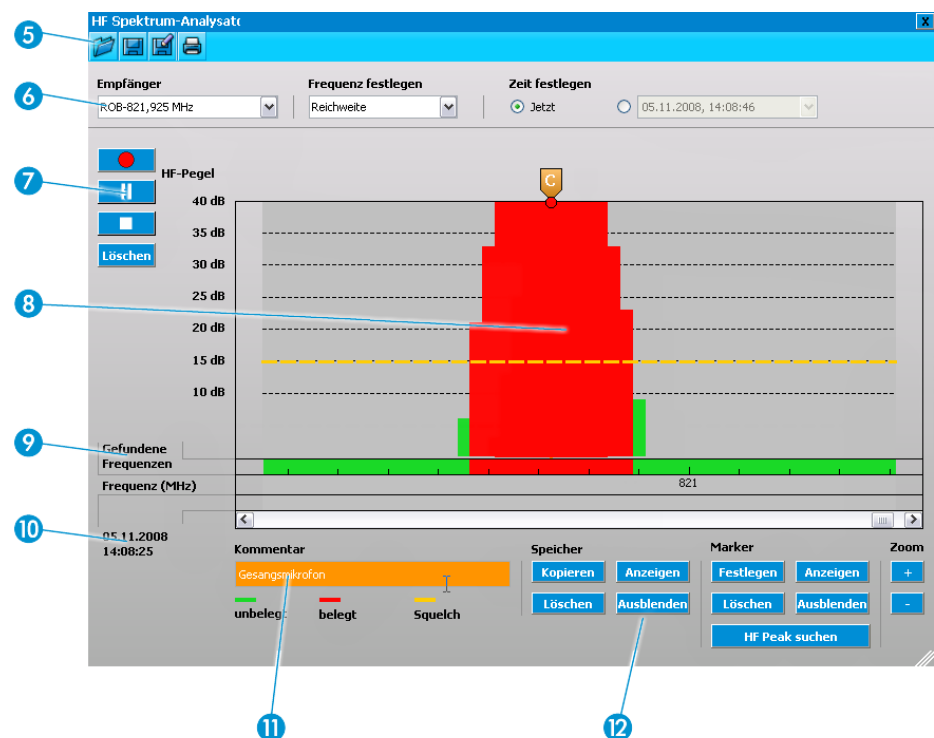 HF Spektrum-Analysatc
X
5
Empfänger
Frequenz festlegen
Zeit festlegen
6
ROB-821,925 MHz
Reichweite
Jetzt
05.11.2008, 14:08:46
C
7
HF-Pegel
40 dB
35 dB
Löschen
30 dB
25 dB
8
20 dB
15 dB
10 dB
9
Gefundene
Frequenzen
Frequenz (MHz)
821
10
05.11.2008
14:08:25
Kommentar
Speicher
Marker
Zoom
Gesangsmikrofon
Kopieren
Anzeigen
Festlegen
Anzeigen
+
unbelegt
belegt
Squelch
Löschen
Ausblenden
Löschen
Ausblenden
-
HF Peak suchen
11
12